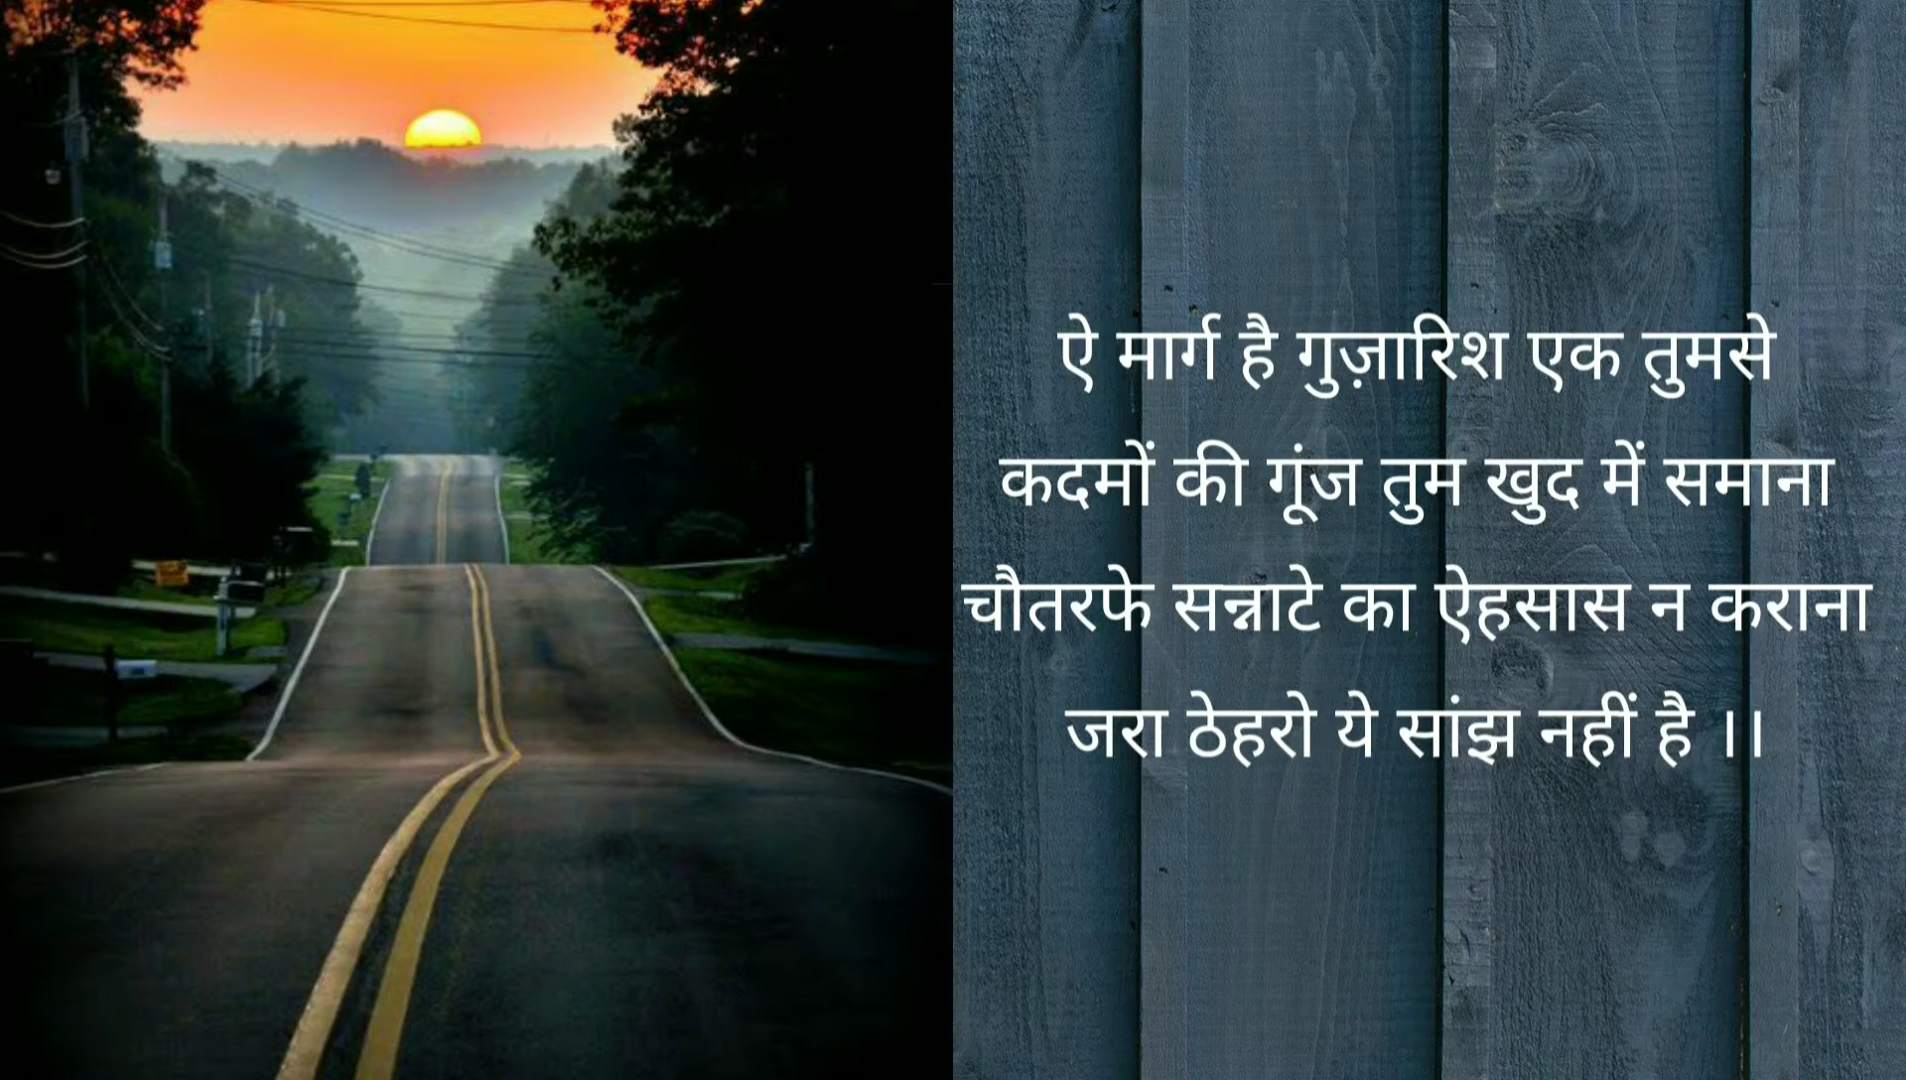 ऐ मार्ग है गुज़ारिश एक तुमसे
कदमों की गूंज तुम खुद में समाना
चौतरफे सन्नाटे का ऐहसास न कराना
जरा ठेहरो ये सांझ नहीं है ।।